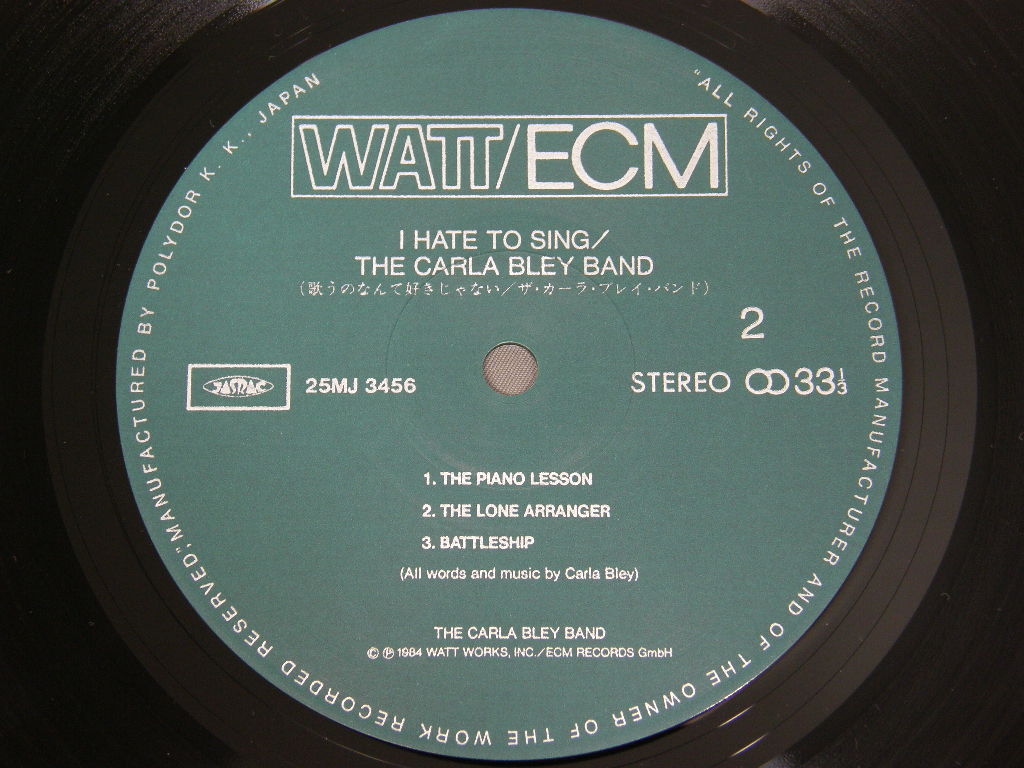 WATT/ECM
I HATE TO SING/
THE CARLA BLEY BAND
(歌うのなんて好きじゃない/ザ・カーラ・ブレイ・バンド)
2
JASRAC
25MJ 3456
STEREO 33 1/3
1. THE PIANO LESSON
2. THE LONE ARRANGER
3. BATTLESHIP
(All words and music by Carla Bley)
THE CARLA BLEY BAND
© ℗ 1984 WATT WORKS, INC./ECM RECORDS GmbH
"ALL RIGHTS OF THE RECORD MANUFACTURER AND OF THE OWNER OF THE WORK RECORDED RESERVED", MANUFACTURED BY POLYDOR K. K., JAPAN